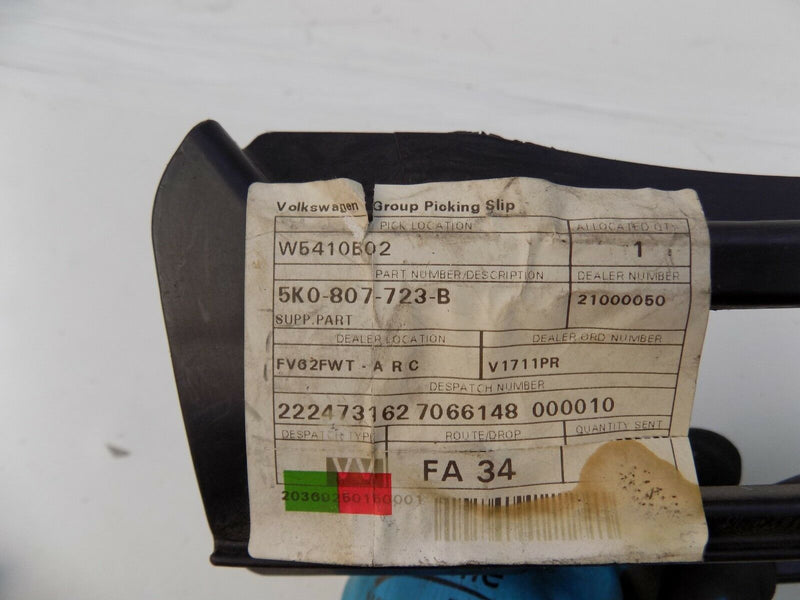 Volkswagen Group Picking Slip
PICK LOCATION ALLOCATED QTY
W5410B02 1
PART NUMBER/DESCRIPTION DEALER NUMBER
5K0-807-723-B 21000050
SUPP.PART
DEALER LOCATION DEALER ORD NUMBER
FV62FWT - A R C V1711PR
DESPATCH NUMBER
222473162 7066148 000010
DESPATCH TYPE ROUTE/DROP QUANTITY SENT
VV FA 34
20369250150001